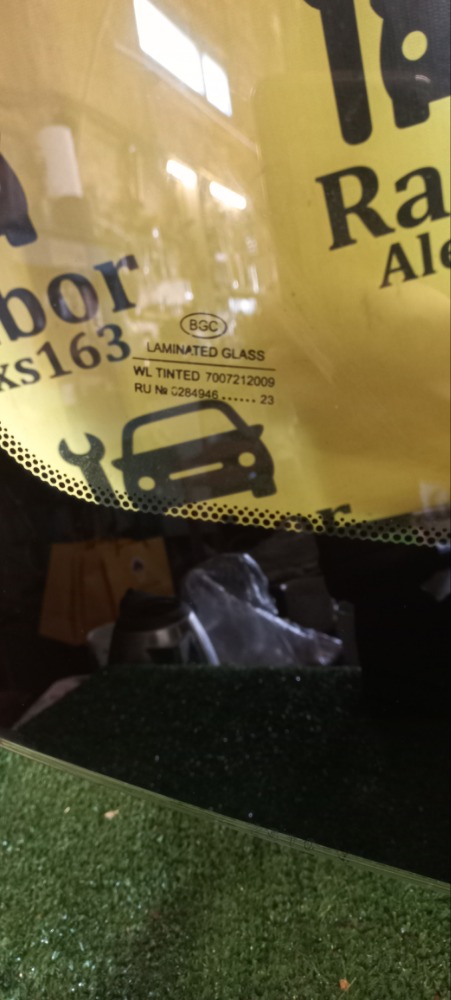 Ra
Ale
bor
ks163
BGC
LAMINATED GLASS
WL TINTED 7007212009
RU № 0284946 ...... 23